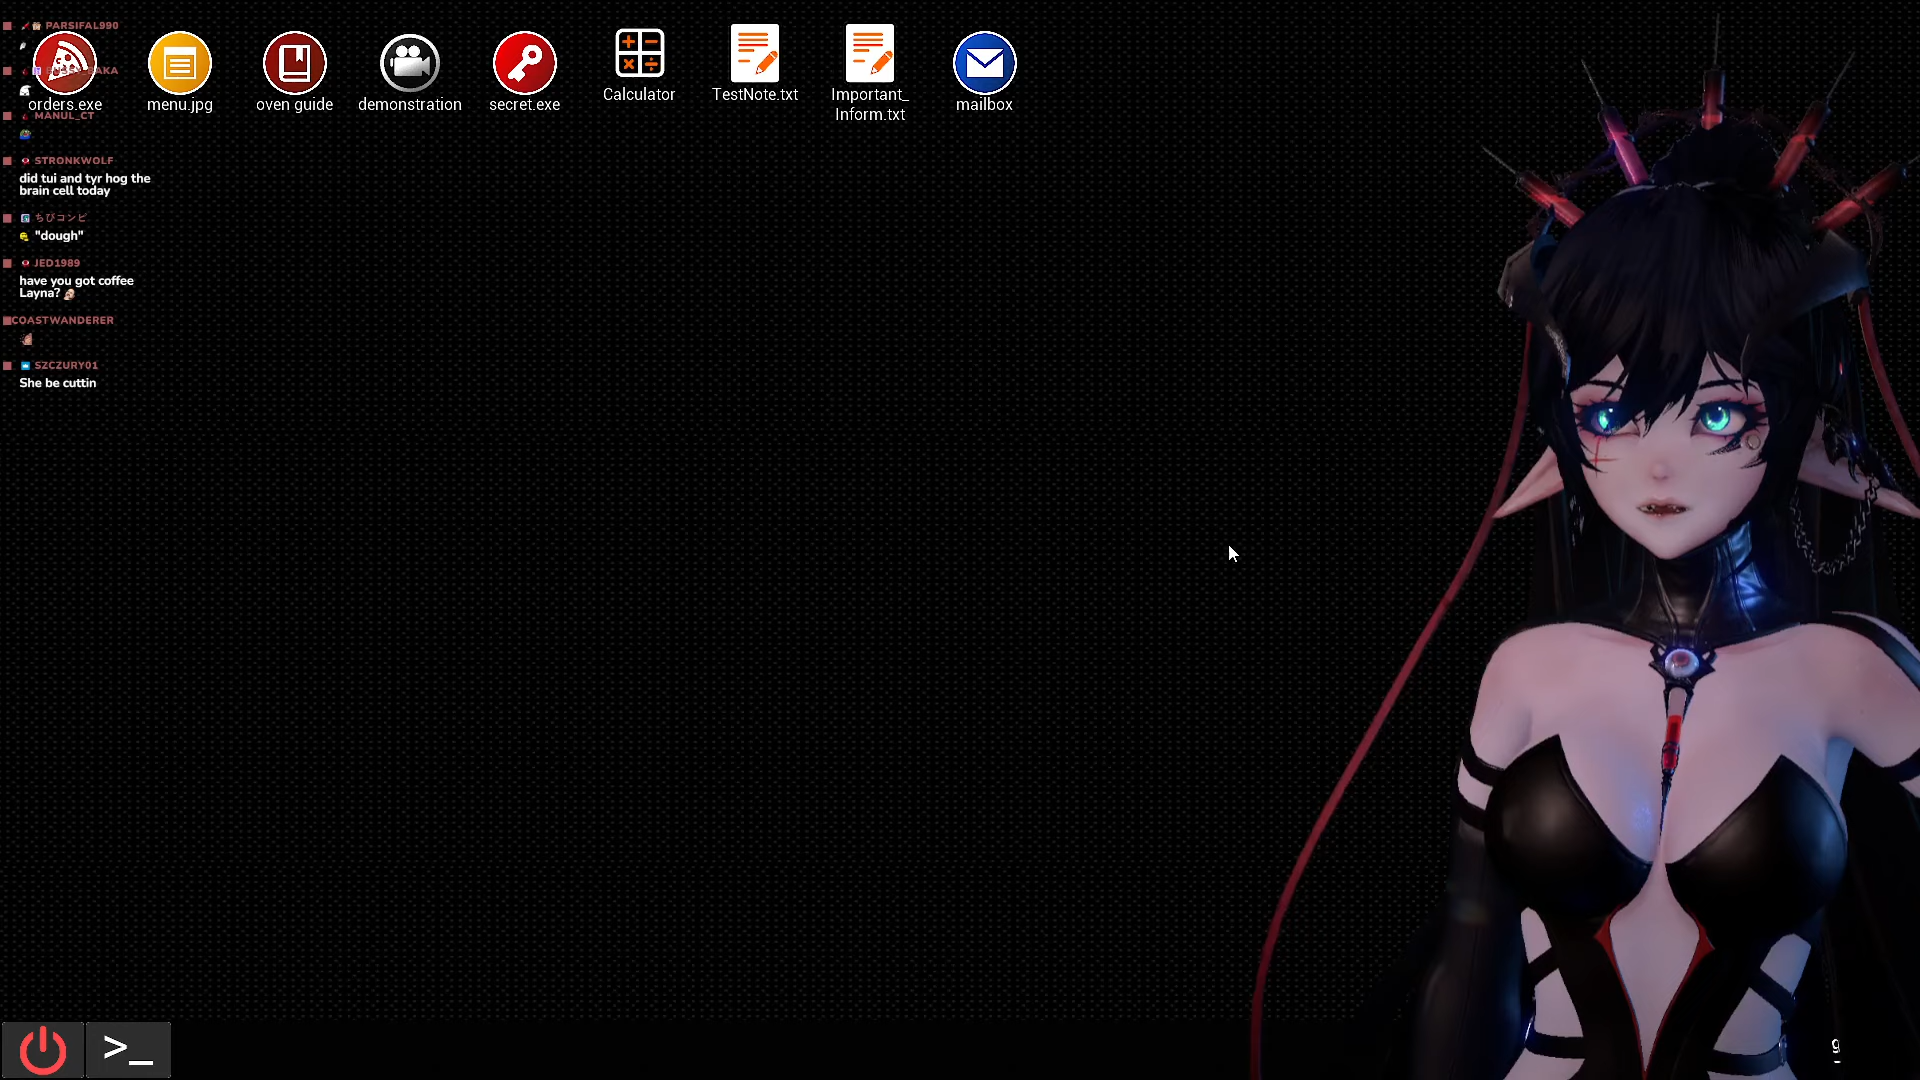 orders.exe
menu.jpg
oven guide
demonstration
secret.exe
Calculator
TestNote.txt
Important_
Inform.txt
mailbox
PARSIFAL990
MANUL_CT
STRONKWOLF
did tui and tyr hog the
brain cell today
ちびコンビ
"dough"
JED1989
have you got coffee
Layna?
COASTWANDERER
SZCZURY01
She be cuttin
>_